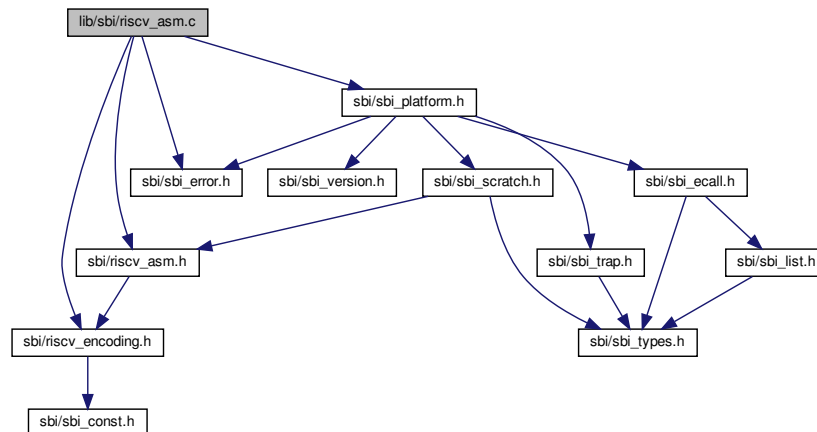 lib/sbi/riscv_asm.c
sbi/sbi_platform.h
sbi/sbi_error.h
sbi/sbi_version.h
sbi/sbi_scratch.h
sbi/sbi_ecall.h
sbi/riscv_asm.h
sbi/sbi_trap.h
sbi/sbi_list.h
sbi/riscv_encoding.h
sbi/sbi_types.h
sbi/sbi_const.h